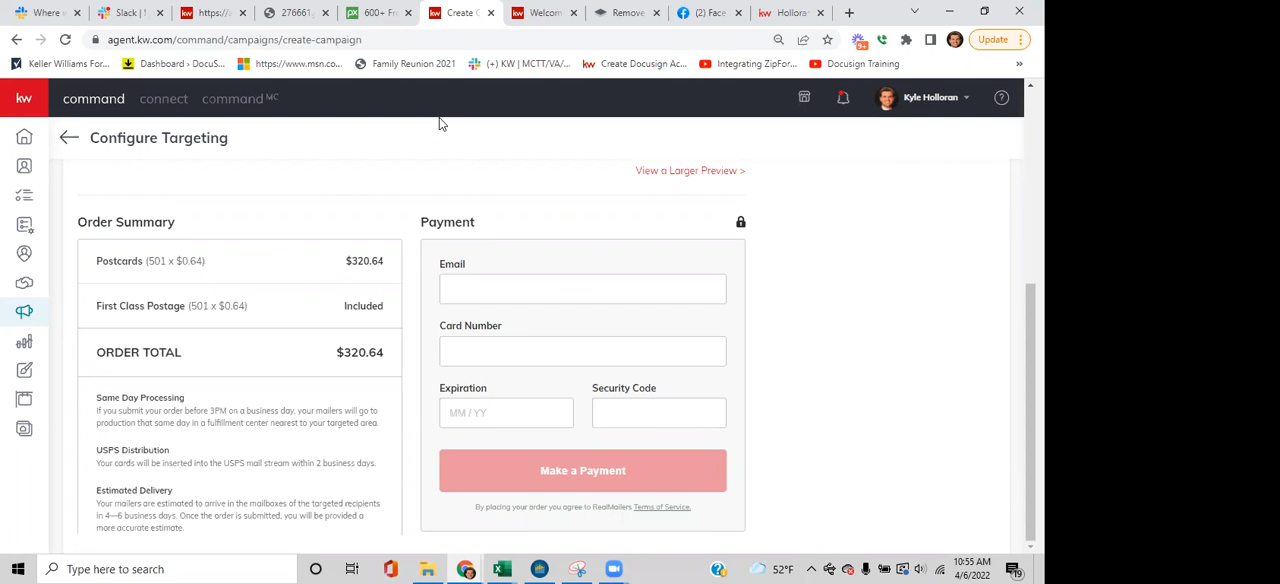 Where e
Slack | S
https://
276661
600+ Fr
Create C
Welcom
Remove
(2) Face
Hollora
agent.kw.com/command/campaigns/create-campaign
9+
Update
Keller Williams For...
Dashboard › DocuS...
https://www.msn.co...
Family Reunion 2021
(+) KW | MCTT/VA/...
Create Docusign Ac...
Integrating ZipFor...
Docusign Training
»
kw
command
connect
command MC
Kyle Holloran
Configure Targeting
View a Larger Preview >
Order Summary
Postcards (501 x $0.64) $320.64
First Class Postage (501 x $0.64) Included
ORDER TOTAL $320.64
Same Day Processing
If you submit your order before 3PM on a business day, your mailers will go to
production that same day in a fulfillment center nearest to your targeted area.
USPS Distribution
Your cards will be inserted into the USPS mail stream within 2 business days.
Estimated Delivery
Your mailers are estimated to arrive in the mailboxes of the targeted recipients
in 4—6 business days. Once the order is submitted, you will be provided a
more accurate estimate.
Payment
Email
Card Number
Expiration Security Code
MM / YY
Make a Payment
By placing your order you agree to RealMailers Terms of Service.
Type here to search
52°F
10:55 AM
4/6/2022
19